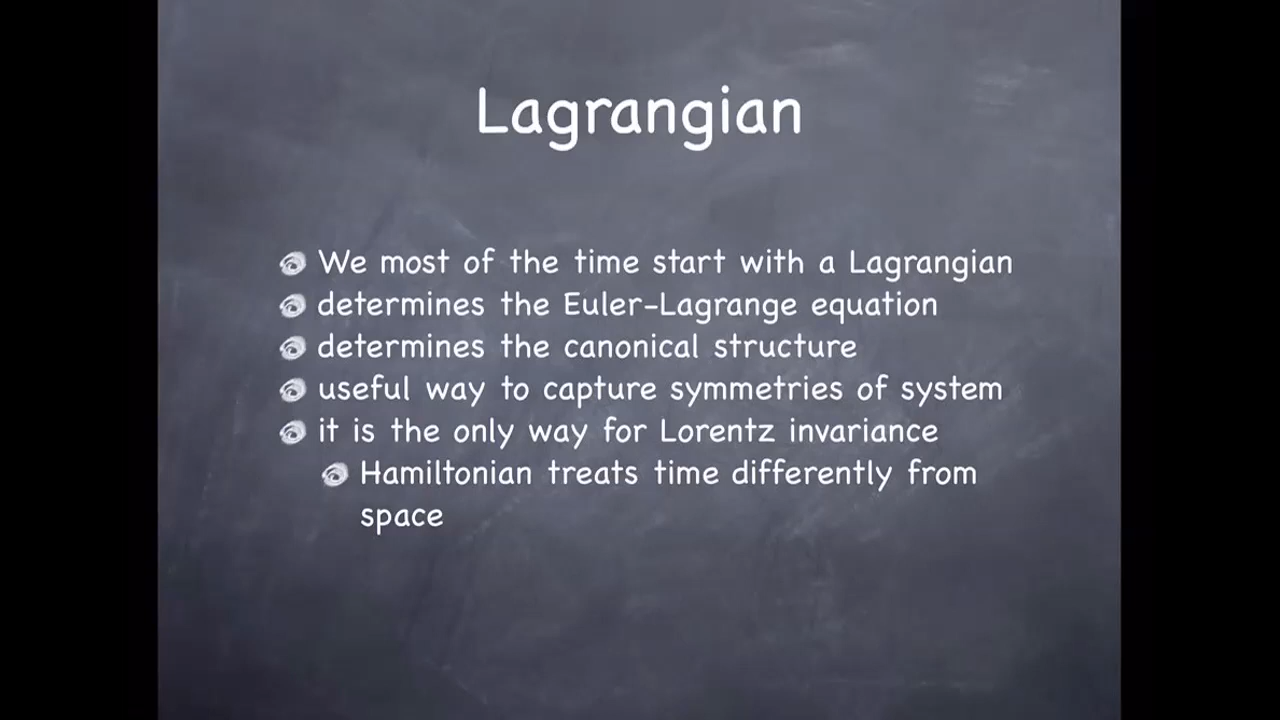 Lagrangian
We most of the time start with a Lagrangian
determines the Euler-Lagrange equation
determines the canonical structure
useful way to capture symmetries of system
it is the only way for Lorentz invariance
Hamiltonian treats time differently from
space